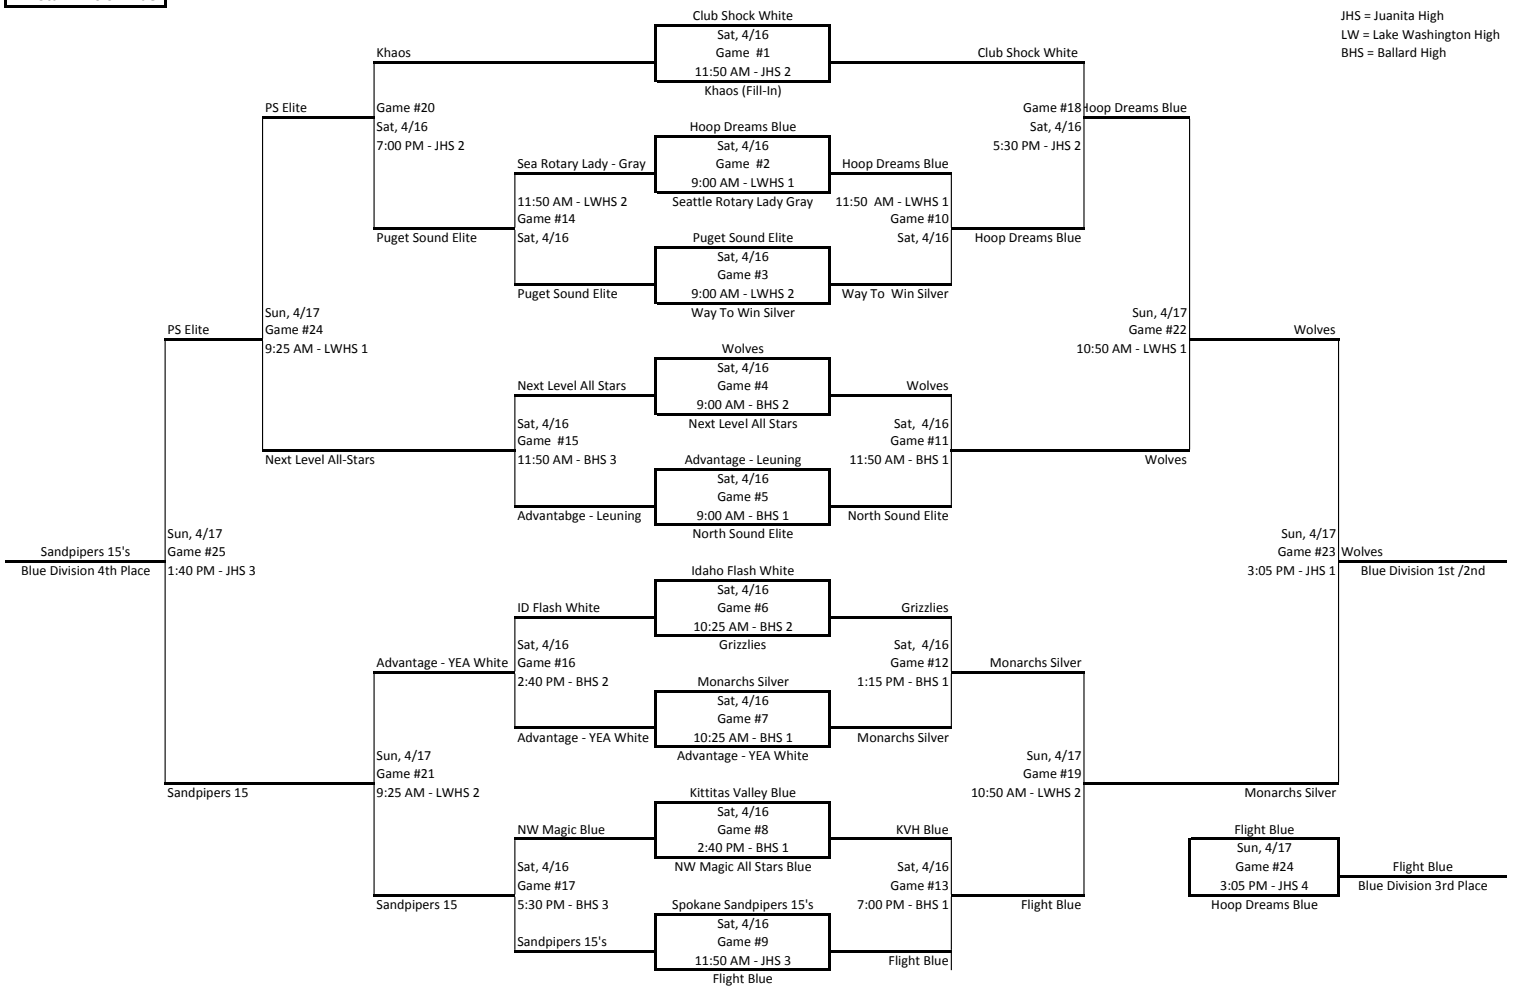 Club Shock White
JHS = Juanita High
LW = Lake Washington High
BHS = Ballard High
Sat, 4/16
Game #1
11:50 AM - JHS 2
Khaos (Fill-In)
Khaos
Club Shock White
PS Elite
Game #20
Sat, 4/16
7:00 PM - JHS 2
Game #18
Sat, 4/16
5:30 PM - JHS 2
Hoop Dreams Blue
Hoop Dreams Blue
Sat, 4/16
Game #2
9:00 AM - LWHS 1
Seattle Rotary Lady Gray
Sea Rotary Lady - Gray
Hoop Dreams Blue
11:50 AM - LWHS 2
Game #14
Sat, 4/16
11:50 AM - LWHS 1
Game #10
Sat, 4/16
Puget Sound Elite
Hoop Dreams Blue
Puget Sound Elite
Sat, 4/16
Game #3
9:00 AM - LWHS 2
Way To Win Silver
Puget Sound Elite
Way To Win Silver
PS Elite
Sun, 4/17
Game #24
9:25 AM - LWHS 1
Sun, 4/17
Game #22
10:50 AM - LWHS 1
Wolves
Wolves
Sat, 4/16
Game #4
9:00 AM - BHS 2
Next Level All Stars
Next Level All Stars
Wolves
Sat, 4/16
Game #15
11:50 AM - BHS 3
Sat, 4/16
Game #11
11:50 AM - BHS 1
Next Level All-Stars
Wolves
Advantage - Leuning
Sat, 4/16
Game #5
9:00 AM - BHS 1
North Sound Elite
Advantabge - Leuning
North Sound Elite
Sandpipers 15's
Blue Division 4th Place
Sun, 4/17
Game #25
1:40 PM - JHS 3
Sun, 4/17
Game #23
3:05 PM - JHS 1
Wolves
Blue Division 1st /2nd
Idaho Flash White
Sat, 4/16
Game #6
10:25 AM - BHS 2
Grizzlies
ID Flash White
Grizzlies
Advantage - YEA White
Sat, 4/16
Game #16
2:40 PM - BHS 2
Sat, 4/16
Game #12
1:15 PM - BHS 1
Monarchs Silver
Monarchs Silver
Sat, 4/16
Game #7
10:25 AM - BHS 1
Advantage - YEA White
Advantage - YEA White
Monarchs Silver
Sandpipers 15
Sun, 4/17
Game #21
9:25 AM - LWHS 2
Sun, 4/17
Game #19
10:50 AM - LWHS 2
Monarchs Silver
Kittitas Valley Blue
Sat, 4/16
Game #8
2:40 PM - BHS 1
NW Magic All Stars Blue
NW Magic Blue
KVH Blue
Sat, 4/16
Game #17
5:30 PM - BHS 3
Sat, 4/16
Game #13
7:00 PM - BHS 1
Sandpipers 15
Flight Blue
Flight Blue
Sun, 4/17
Game #24
3:05 PM - JHS 4
Hoop Dreams Blue
Flight Blue
Blue Division 3rd Place
Spokane Sandpipers 15's
Sat, 4/16
Game #9
11:50 AM - JHS 3
Flight Blue
Sandpipers 15's
Flight Blue